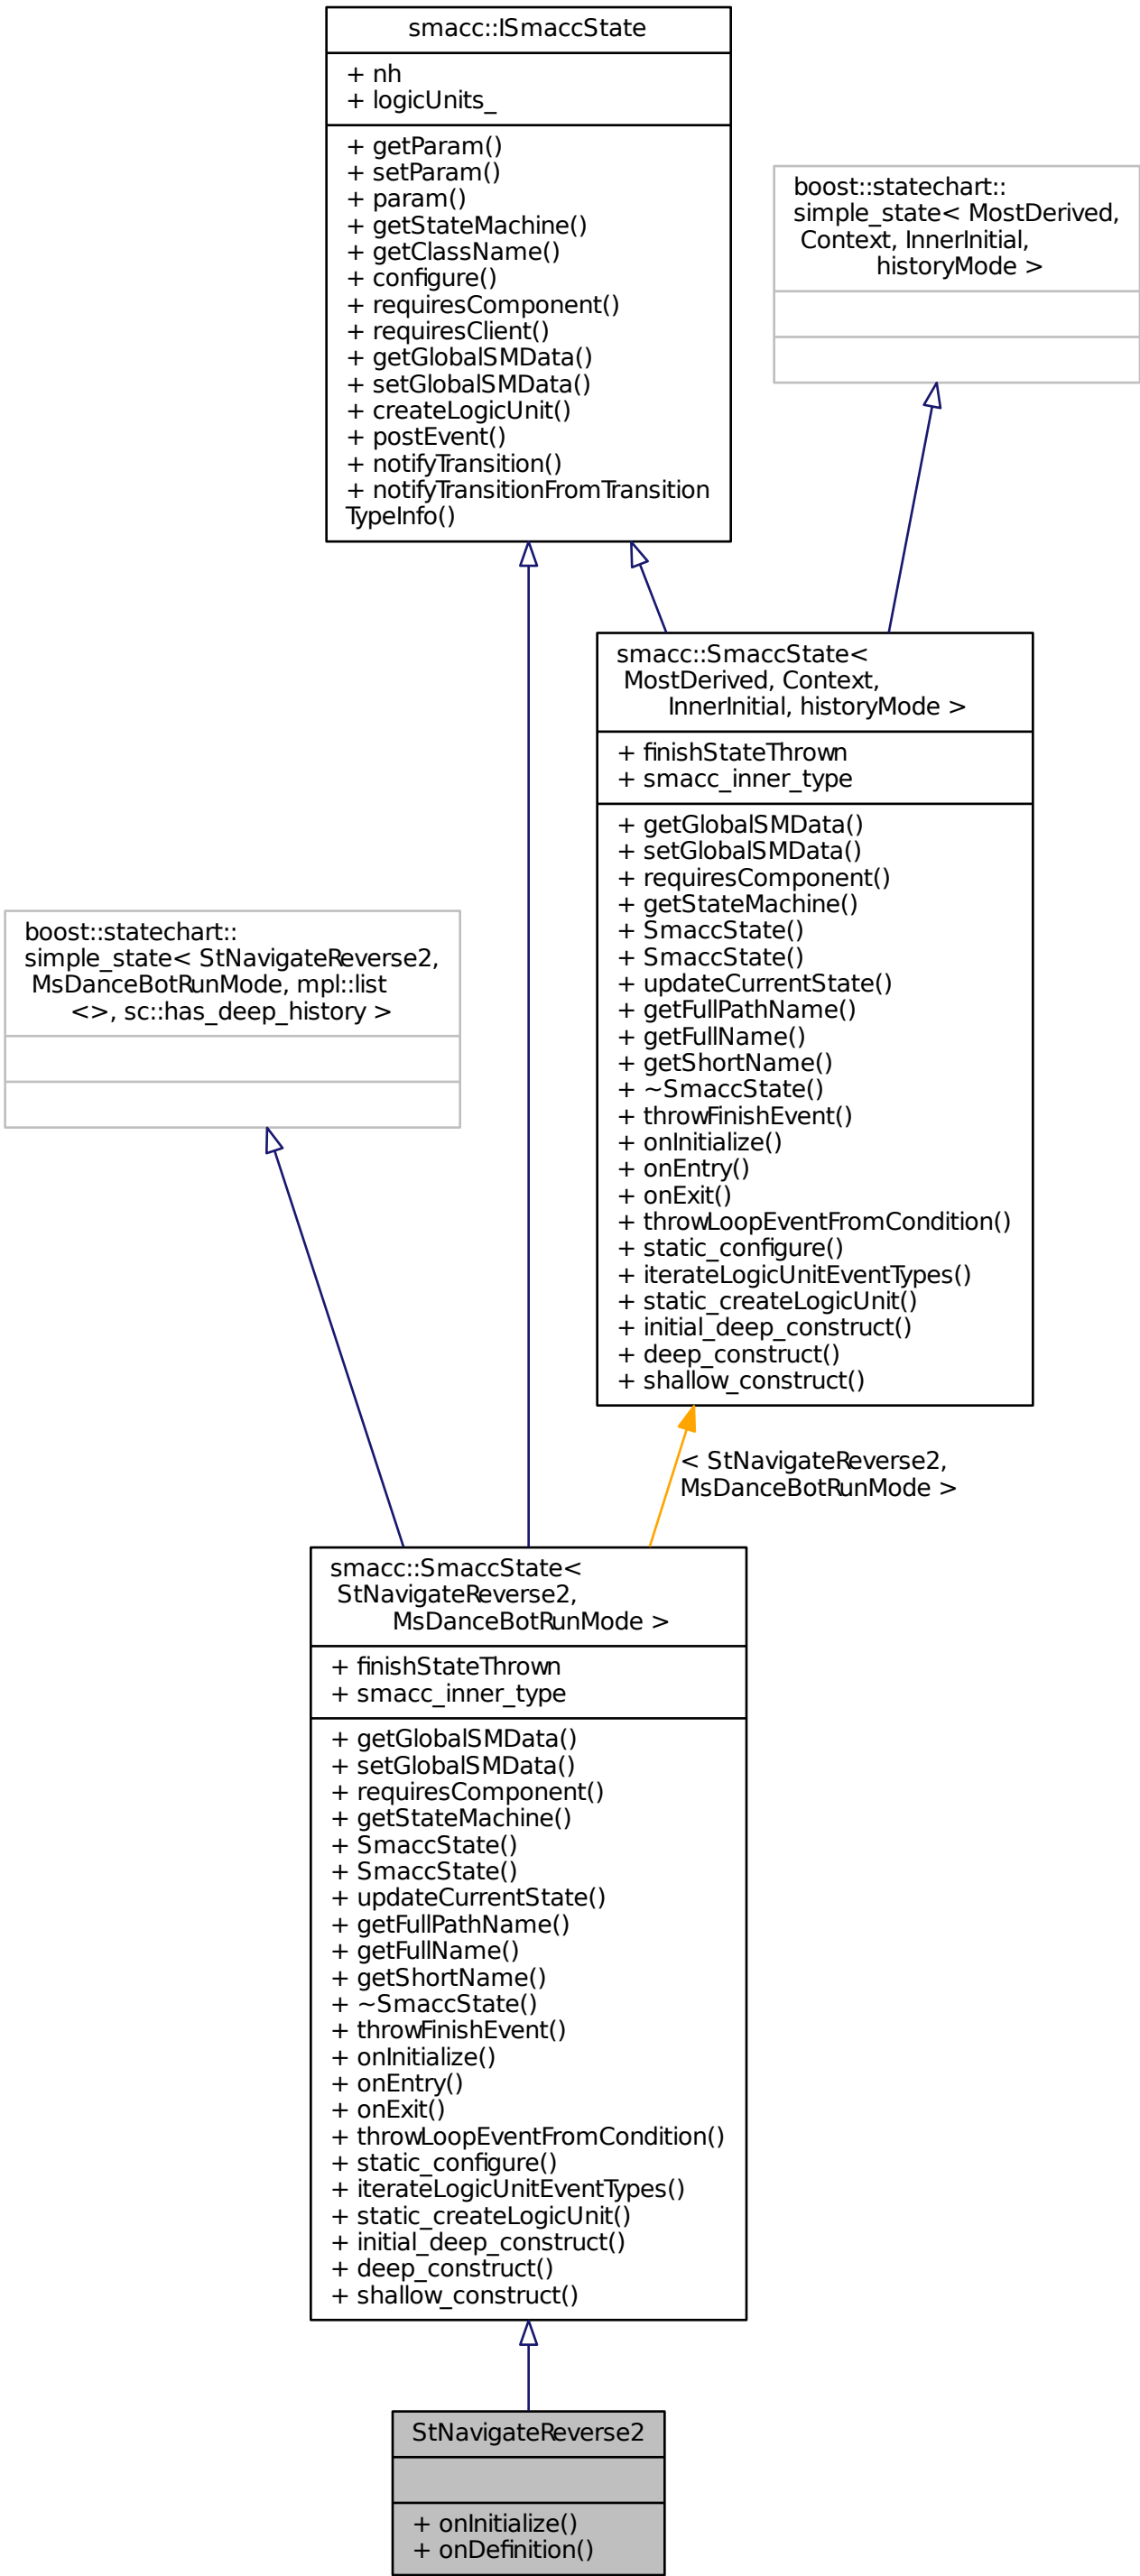 smacc::ISmaccState
+ nh
+ logicUnits_
+ getParam()
+ setParam()
+ param()
+ getStateMachine()
+ getClassName()
+ configure()
+ requiresComponent()
+ requiresClient()
+ getGlobalSMData()
+ setGlobalSMData()
+ createLogicUnit()
+ postEvent()
+ notifyTransition()
+ notifyTransitionFromTransition
TypeInfo()
boost::statechart::
simple_state< MostDerived,
Context, InnerInitial,
historyMode >
smacc::SmaccState<
MostDerived, Context,
InnerInitial, historyMode >
+ finishStateThrown
+ smacc_inner_type
+ getGlobalSMData()
+ setGlobalSMData()
+ requiresComponent()
+ getStateMachine()
+ SmaccState()
+ SmaccState()
+ updateCurrentState()
+ getFullPathName()
+ getFullName()
+ getShortName()
+ ~SmaccState()
+ throwFinishEvent()
+ onInitialize()
+ onEntry()
+ onExit()
+ throwLoopEventFromCondition()
+ static_configure()
+ iterateLogicUnitEventTypes()
+ static_createLogicUnit()
+ initial_deep_construct()
+ deep_construct()
+ shallow_construct()
boost::statechart::
simple_state< StNavigateReverse2,
MsDanceBotRunMode, mpl::list
<>, sc::has_deep_history >
< StNavigateReverse2,
MsDanceBotRunMode >
smacc::SmaccState<
StNavigateReverse2,
MsDanceBotRunMode >
+ finishStateThrown
+ smacc_inner_type
+ getGlobalSMData()
+ setGlobalSMData()
+ requiresComponent()
+ getStateMachine()
+ SmaccState()
+ SmaccState()
+ updateCurrentState()
+ getFullPathName()
+ getFullName()
+ getShortName()
+ ~SmaccState()
+ throwFinishEvent()
+ onInitialize()
+ onEntry()
+ onExit()
+ throwLoopEventFromCondition()
+ static_configure()
+ iterateLogicUnitEventTypes()
+ static_createLogicUnit()
+ initial_deep_construct()
+ deep_construct()
+ shallow_construct()
StNavigateReverse2
+ onInitialize()
+ onDefinition()